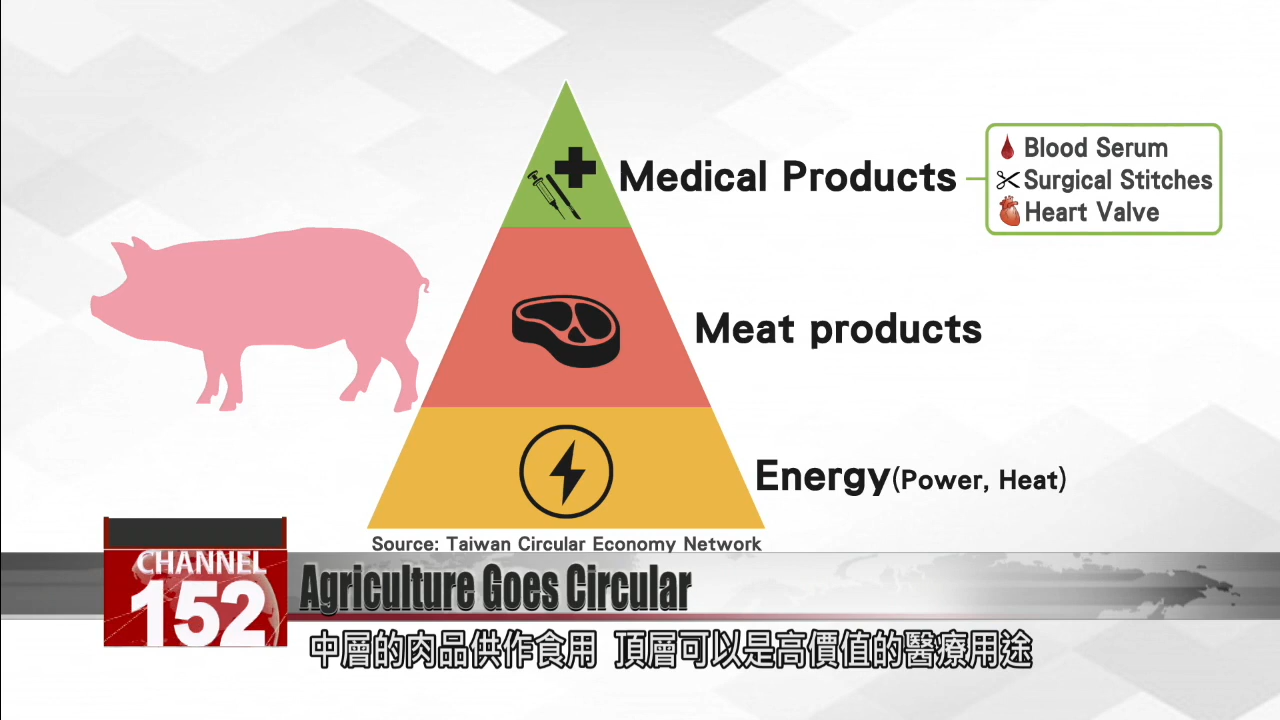 Medical Products
Blood Serum
Surgical Stitches
Heart Valve
Meat products
Energy(Power, Heat)
Source: Taiwan Circular Economy Network
CHANNEL
152
Agriculture Goes Circular
中層的肉品供作食用 頂層可以是高價值的醫療用途